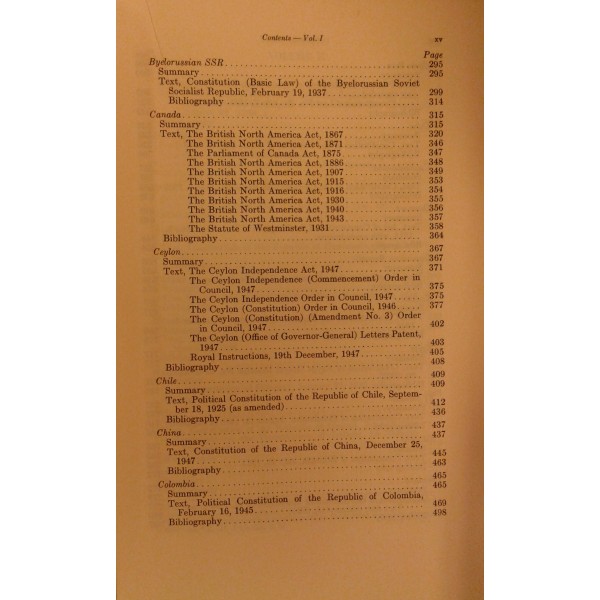 Contents — Vol. I xv
Page
Byelorussian SSR 295
Summary 295
Text, Constitution (Basic Law) of the Byelorussian Soviet
Socialist Republic, February 19, 1937 299
Bibliography 314
Canada 315
Summary 315
Text, The British North America Act, 1867 320
The British North America Act, 1871 346
The Parliament of Canada Act, 1875 347
The British North America Act, 1886 348
The British North America Act, 1907 349
The British North America Act, 1915 353
The British North America Act, 1916 354
The British North America Act, 1930 355
The British North America Act, 1940 356
The British North America Act, 1943 357
The Statute of Westminster, 1931 358
Bibliography 364
Ceylon 367
Summary 367
Text, The Ceylon Independence Act, 1947 371
The Ceylon Independence (Commencement) Order in
Council, 1947 375
The Ceylon Independence Order in Council, 1947 375
The Ceylon (Constitution) Order in Council, 1946 377
The Ceylon (Constitution) (Amendment No. 3) Order
in Council, 1947 402
The Ceylon (Office of Governor-General) Letters Patent,
1947 403
Royal Instructions, 19th December, 1947 405
Bibliography 408
Chile 409
Summary 409
Text, Political Constitution of the Republic of Chile, Septem-
ber 18, 1925 (as amended) 412
Bibliography 436
China 437
Summary 437
Text, Constitution of the Republic of China, December 25,
1947 445
Bibliography 463
Colombia 465
Summary 465
Text, Political Constitution of the Republic of Colombia,
February 16, 1945 469
Bibliography 498